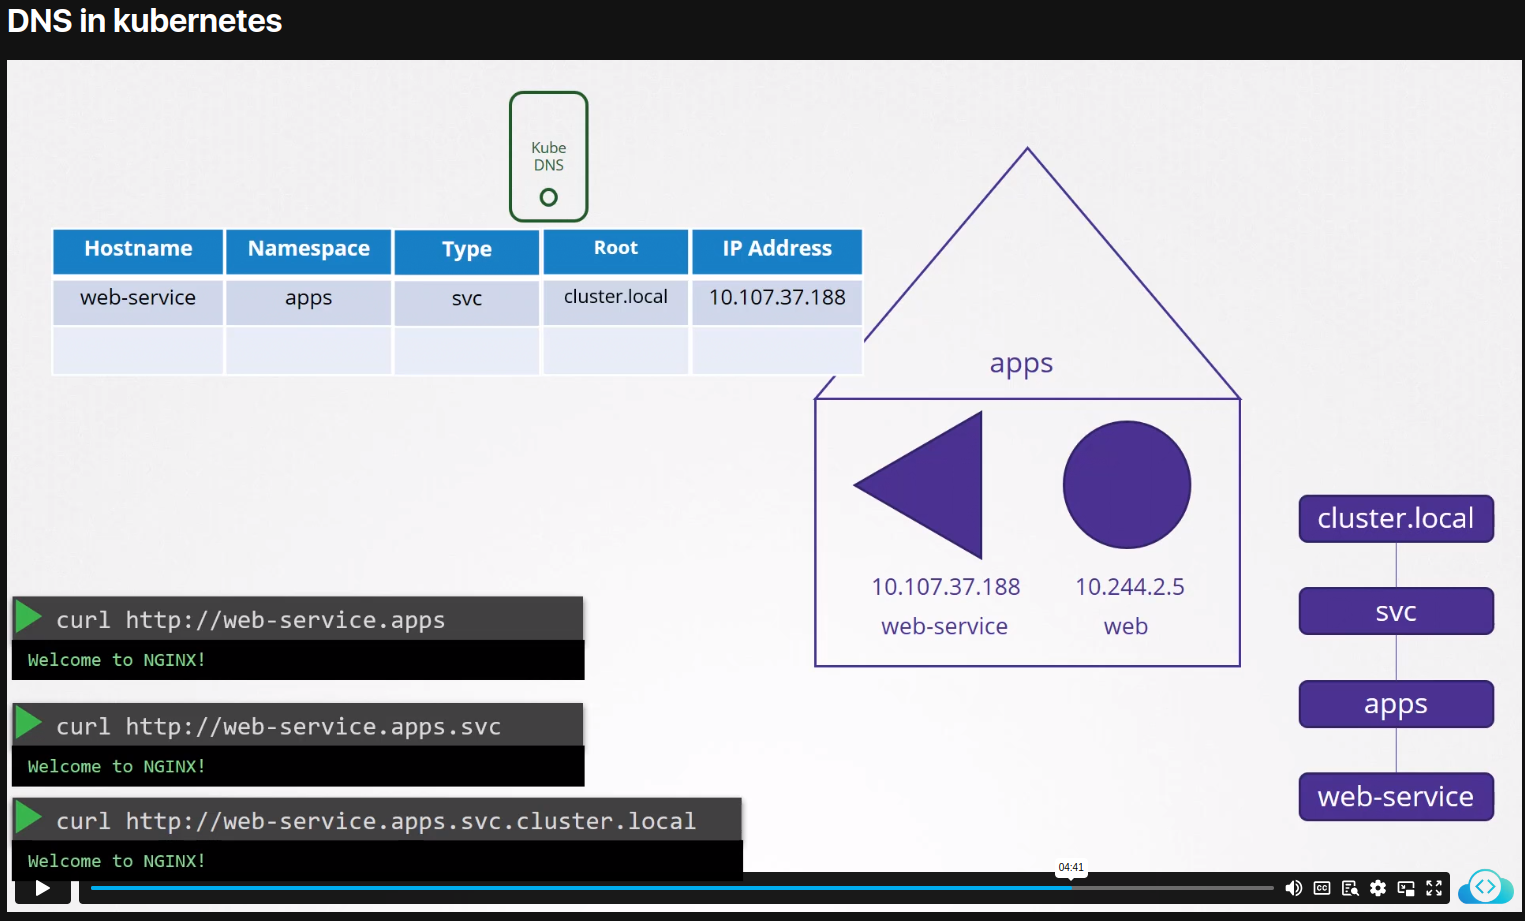 DNS in kubernetes
Kube
DNS
Hostname Namespace Type Root IP Address
web-service apps svc cluster.local 10.107.37.188
apps
10.107.37.188 10.244.2.5
web-service web
cluster.local
svc
apps
web-service
curl http://web-service.apps
Welcome to NGINX!
curl http://web-service.apps.svc
Welcome to NGINX!
curl http://web-service.apps.svc.cluster.local
Welcome to NGINX!
04:41
CC